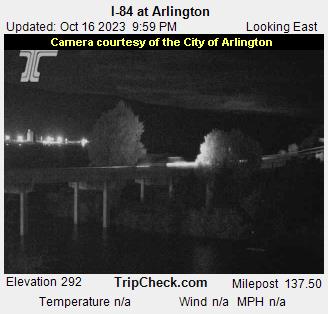 I-84 at Arlington
Updated: Oct 16 2023 9:59 PM Looking East
Camera courtesy of the City of Arlington
Elevation 292 TripCheck.com Milepost 137.50
Temperature n/a Wind n/a MPH n/a